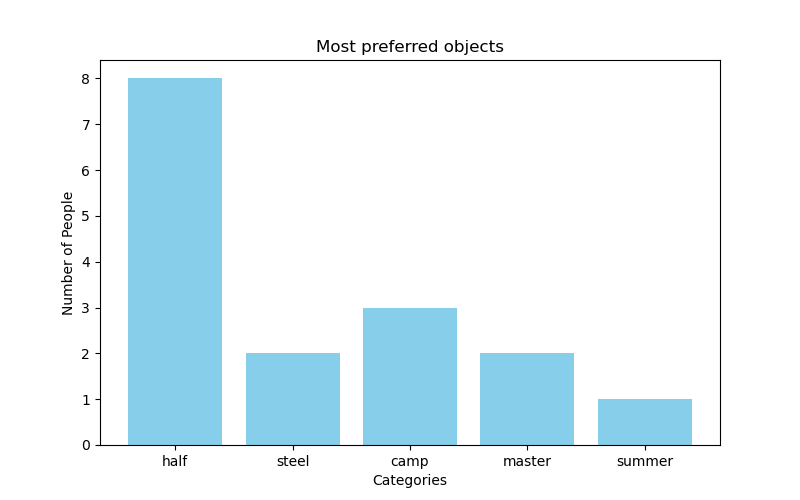 Most preferred objects
Number of People
8
7
6
5
4
3
2
1
0
half steel camp master summer
Categories